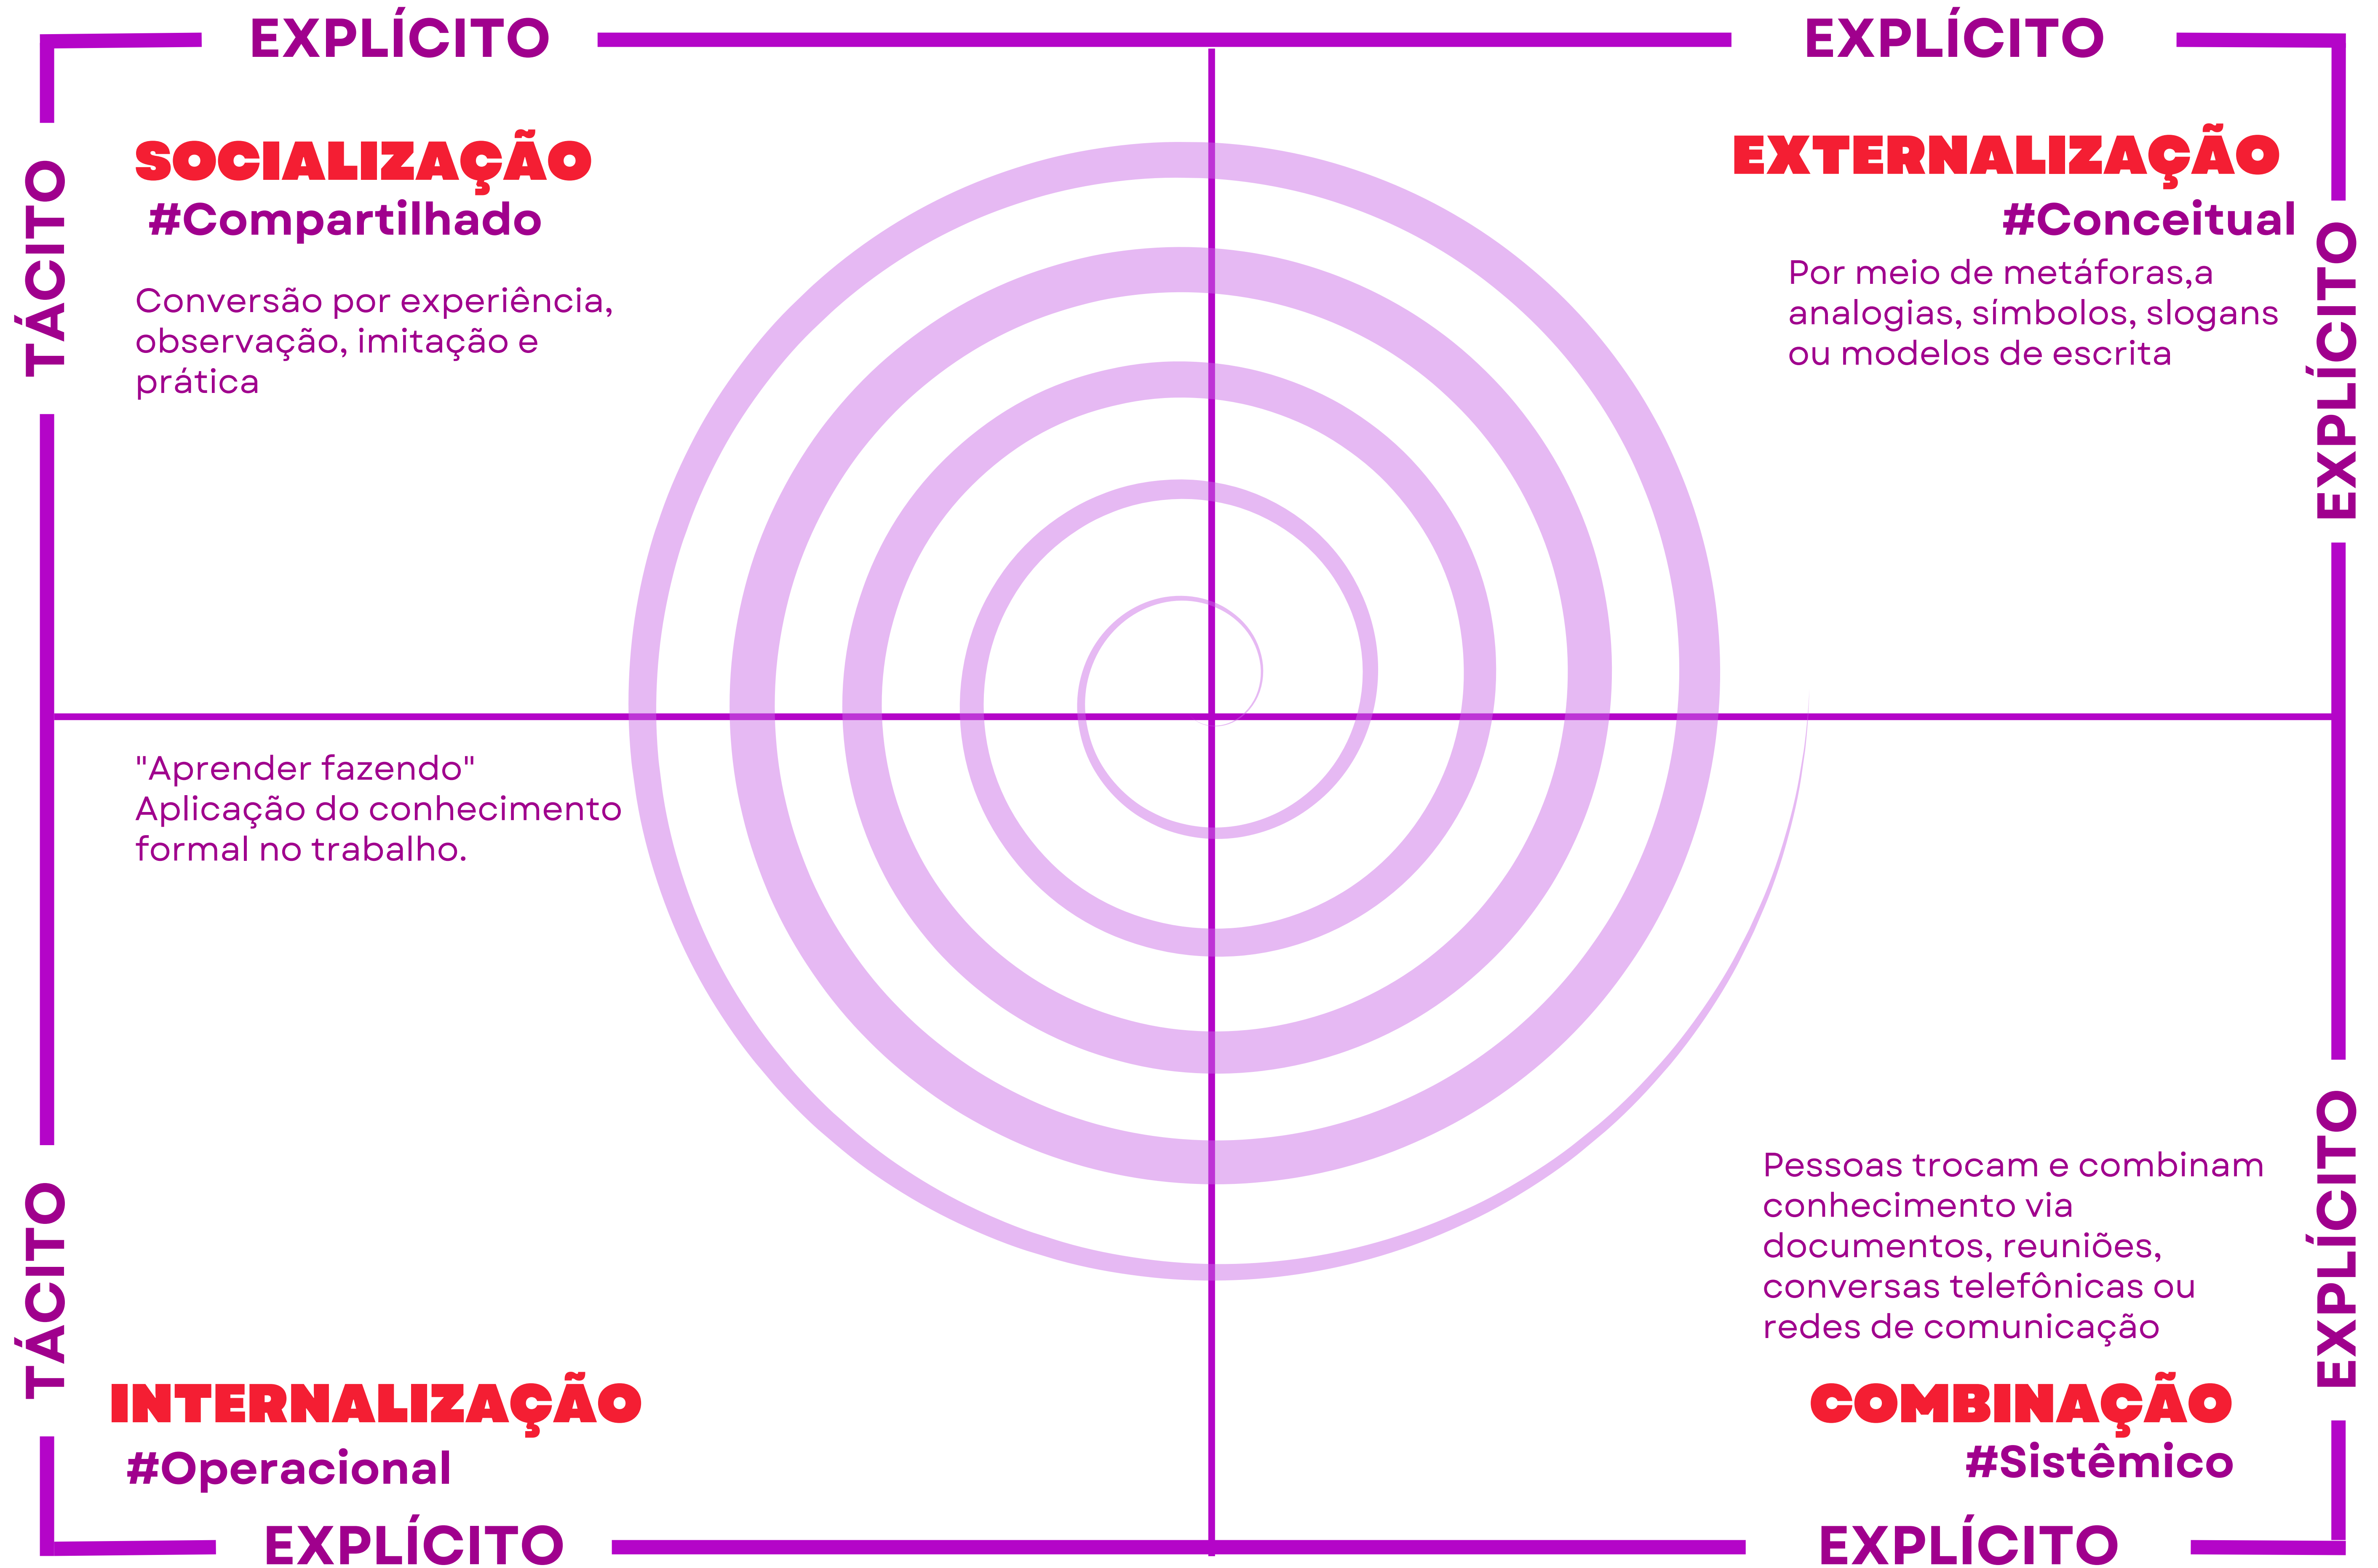 EXPLÍCITO
EXPLÍCITO
TÁCITO
SOCIALIZAÇÃO
#Compartilhado
Conversão por experiência,
observação, imitação e
prática
EXTERNALIZAÇÃO
#Conceitual
Por meio de metáforas,a
analogias, símbolos, slogans
ou modelos de escrita
EXPLÍCITO
"Aprender fazendo"
Aplicação do conhecimento
formal no trabalho.
TÁCITO
INTERNALIZAÇÃO
#Operacional
Pessoas trocam e combinam
conhecimento via
documentos, reuniões,
conversas telefônicas ou
redes de comunicação
COMBINAÇÃO
#Sistêmico
EXPLÍCITO
EXPLÍCITO
EXPLÍCITO